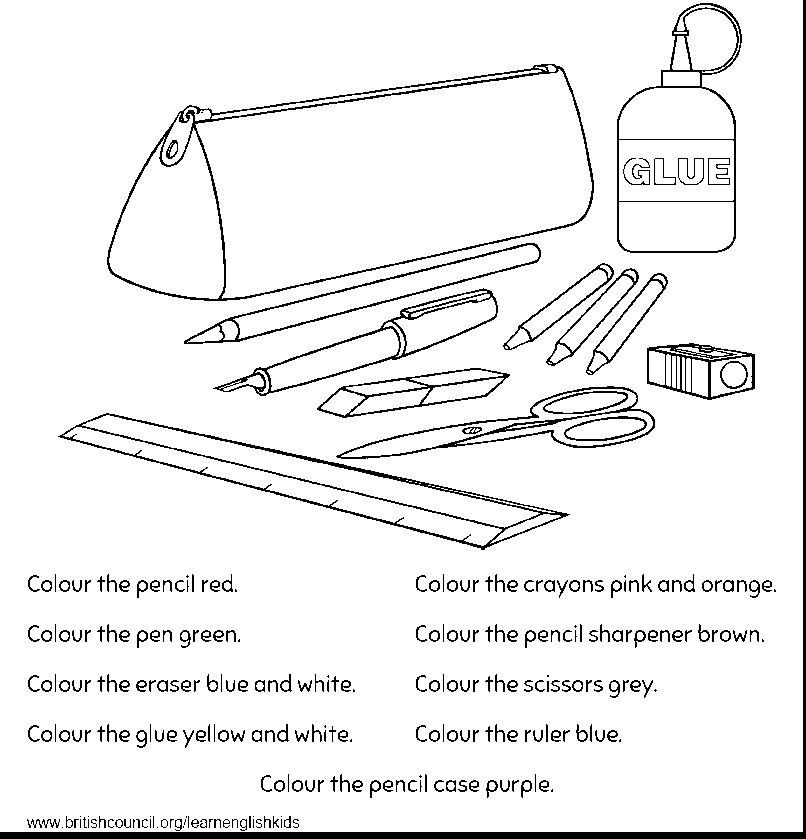 GLUE
Colour the pencil red.
Colour the crayons pink and orange.
Colour the pen green.
Colour the pencil sharpener brown.
Colour the eraser blue and white.
Colour the scissors grey.
Colour the glue yellow and white.
Colour the ruler blue.
Colour the pencil case purple.
www.britishcouncil.org/learnenglishkids